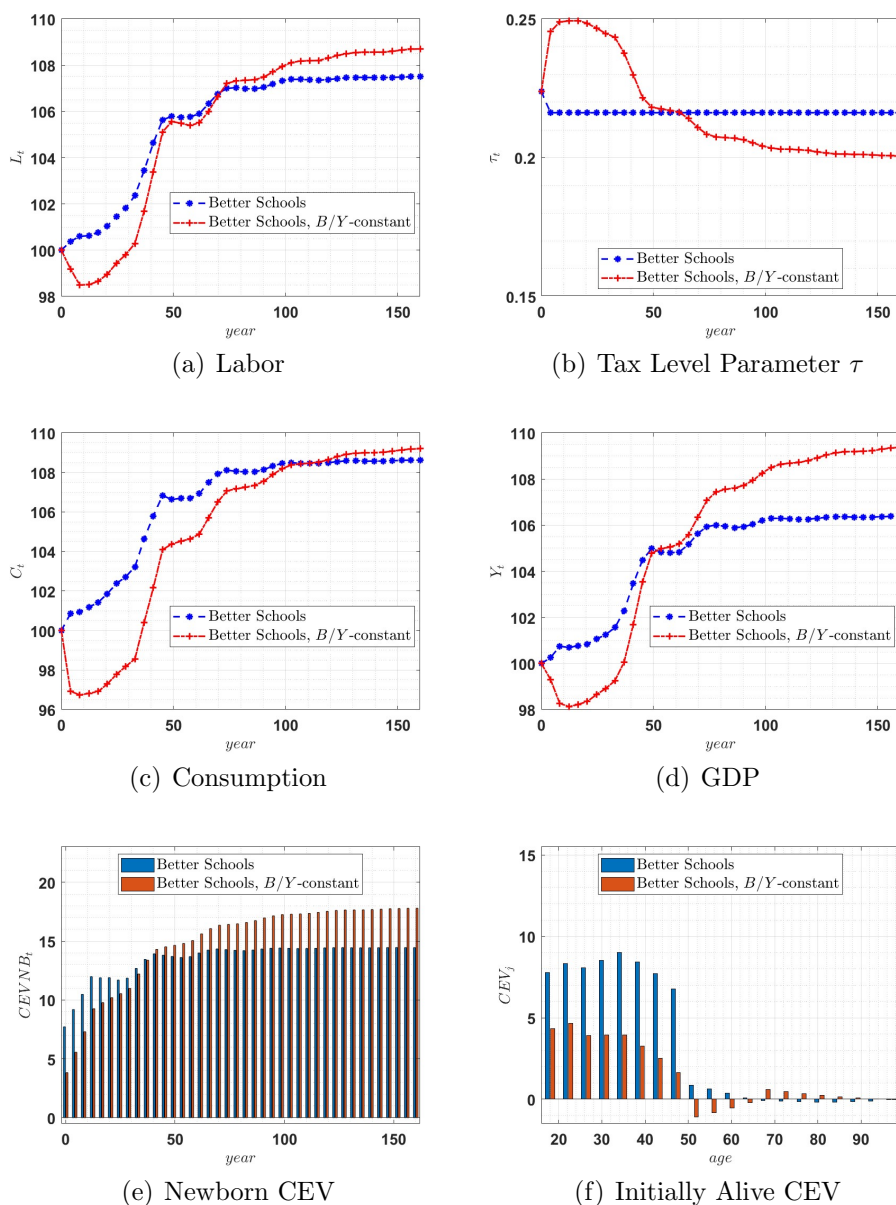 110
108
106
104
102
100
98
L_t
Better Schools
Better Schools, B/Y-constant
0 50 100 150
year
(a) Labor
0.25
0.2
0.15
τ_t
Better Schools
Better Schools, B/Y-constant
0 50 100 150
year
(b) Tax Level Parameter τ
110
108
106
104
102
100
98
96
C_t
Better Schools
Better Schools, B/Y-constant
0 50 100 150
year
(c) Consumption
110
108
106
104
102
100
98
Y_t
Better Schools
Better Schools, B/Y-constant
0 50 100 150
year
(d) GDP
20
15
10
5
0
CEVNB_t
Better Schools
Better Schools, B/Y-constant
0 50 100 150
year
(e) Newborn CEV
15
10
5
0
CEV_j
Better Schools
Better Schools, B/Y-constant
20 30 40 50 60 70 80 90
age
(f) Initially Alive CEV